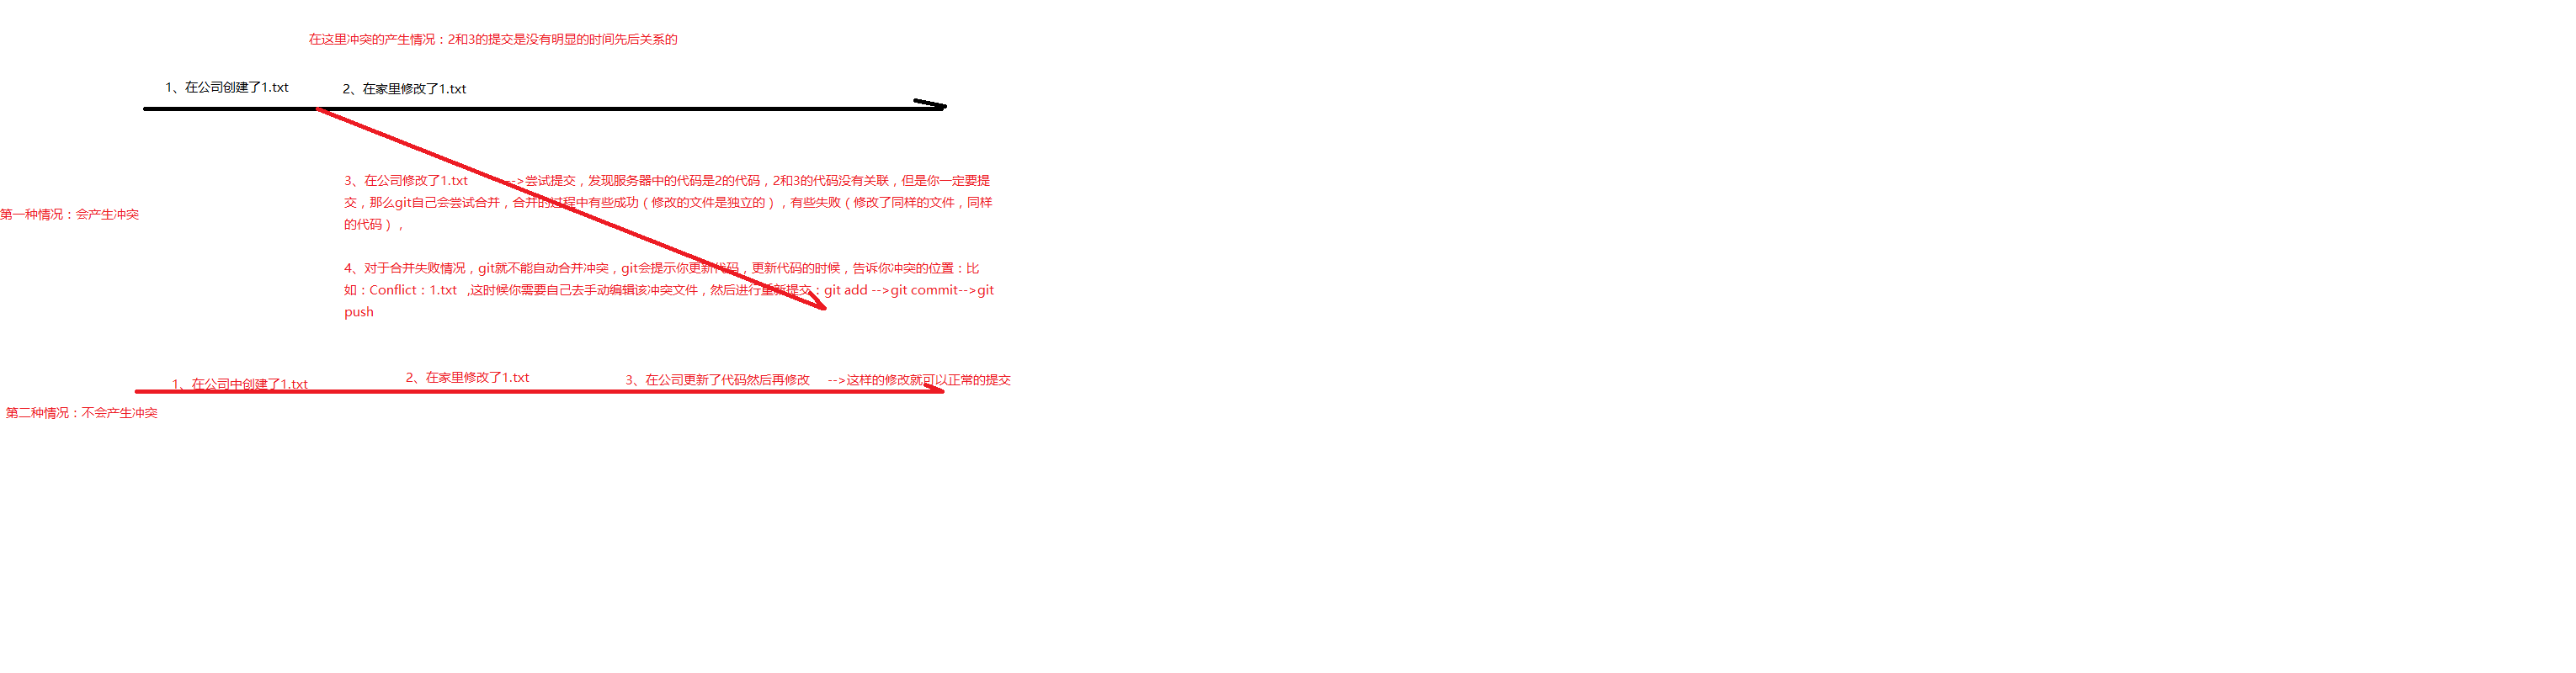 在这里冲突的产生情况：2和3的提交是没有明显的时间先后关系的
1、在公司创建了1.txt
2、在家里修改了1.txt
3、在公司修改了1.txt -->尝试提交，发现服务器中的代码是2的代码，2和3的代码没有关联，但是你一定要提
交，那么git自己会尝试合并，合并的过程中有些成功（修改的文件是独立的），有些失败（修改了同样的文件，同样
的代码），
第一种情况：会产生冲突
4、对于合并失败情况，git就不能自动合并冲突，git会提示你更新代码，更新代码的时候，告诉你冲突的位置：比
如：Conflict：1.txt ,这时候你需要自己去手动编辑该冲突文件，然后进行重新提交：git add -->git commit-->git
push
1、在公司中创建了1.txt
2、在家里修改了1.txt
3、在公司更新了代码然后再修改 -->这样的修改就可以正常的提交
第二种情况：不会产生冲突